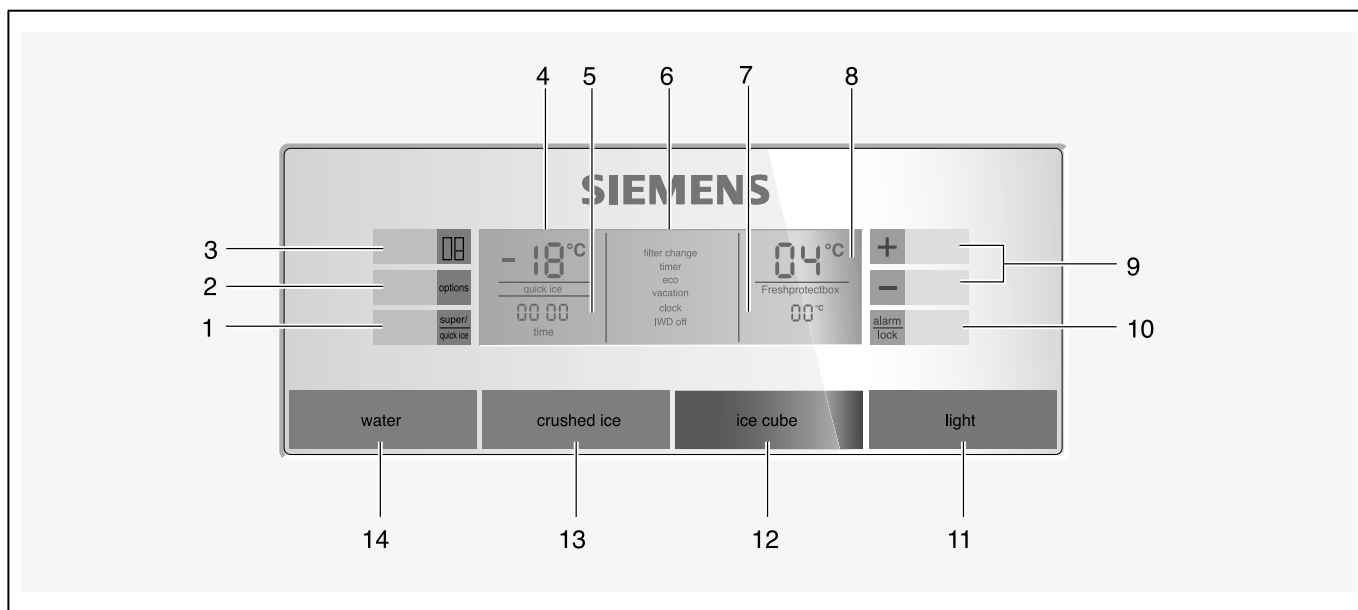 4 5 6 7 8
SIEMENS
3 -18°C filter change 04°C +
timer
2 options quick ice eco Freshprotectbox − 9
vacation
1 super/ 00 00 clock 00°C alarm 10
quick ice time IWD off lock
water crushed ice ice cube light
14 13 12 11